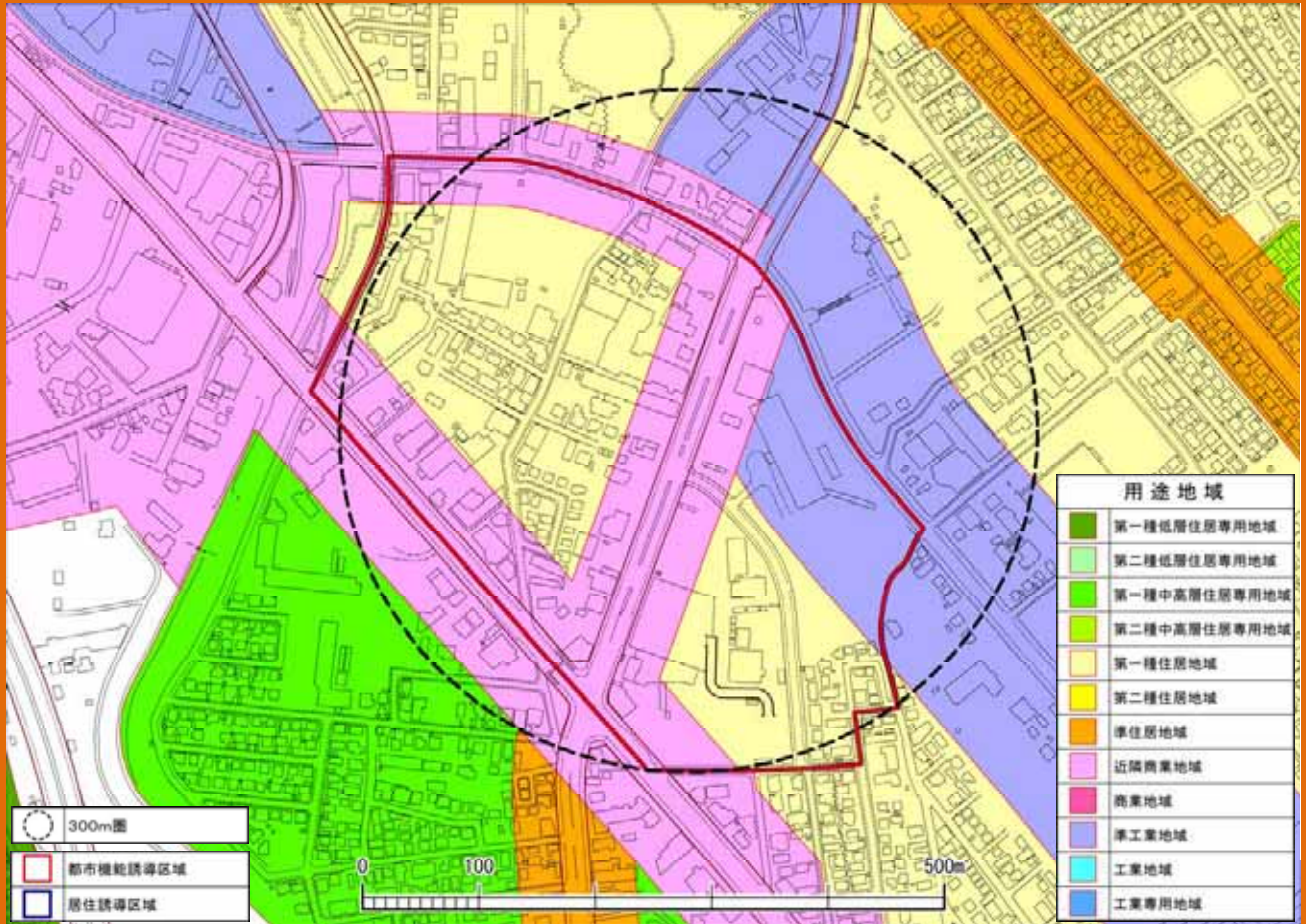 用途地域
第一種低層住居専用地域
第二種低層住居専用地域
第一種中高層住居専用地域
第二種中高層住居専用地域
第一種住居地域
第二種住居地域
準住居地域
近隣商業地域
商業地域
準工業地域
工業地域
工業専用地域
300m圏
都市機能誘導区域
居住誘導区域
0 100 500m